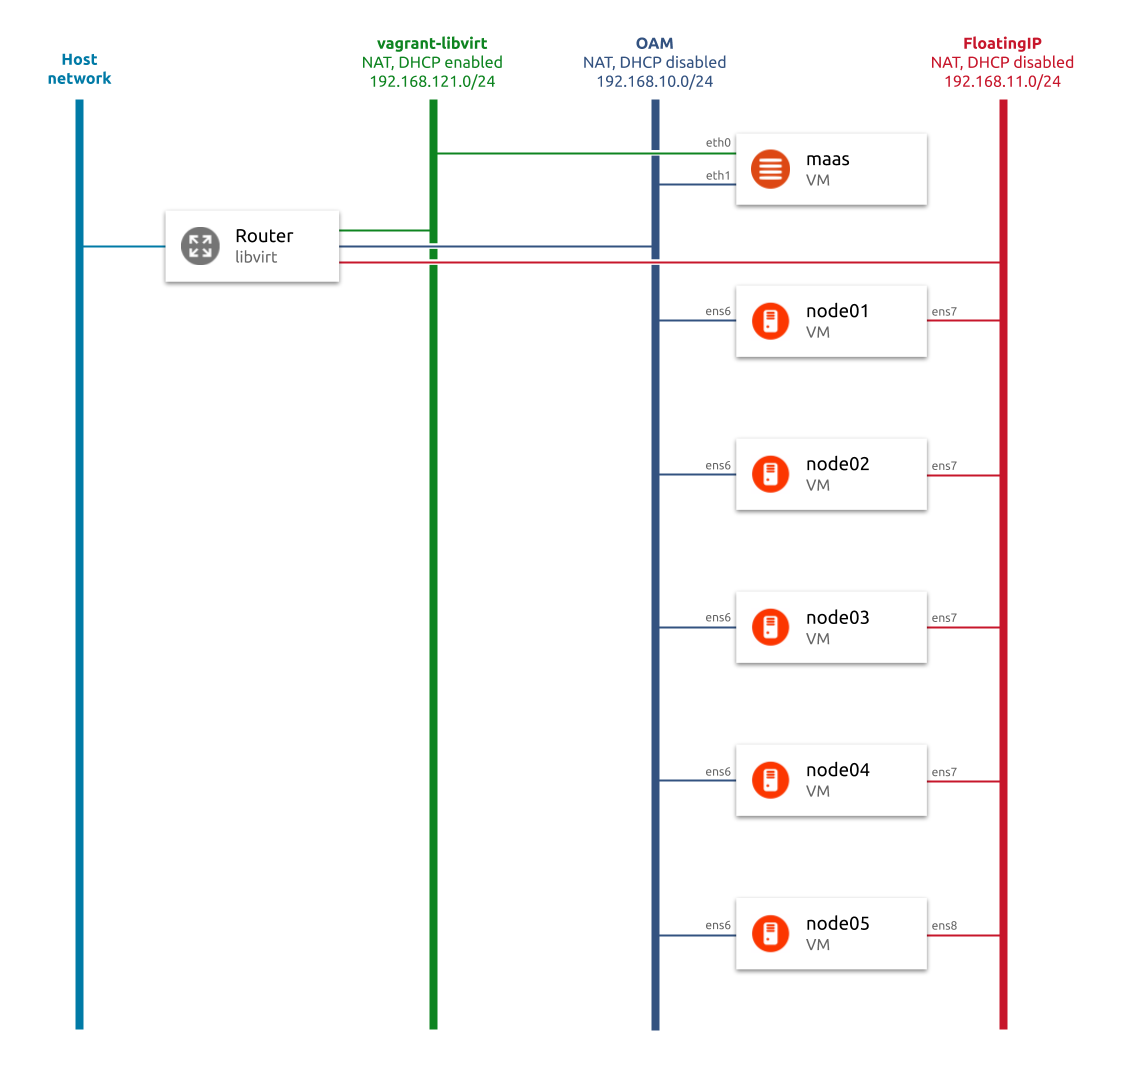 Host
network
vagrant-libvirt
NAT, DHCP enabled
192.168.121.0/24
OAM
NAT, DHCP disabled
192.168.10.0/24
FloatingIP
NAT, DHCP disabled
192.168.11.0/24
eth0
eth1
maas
VM
Router
libvirt
ens6
node01
VM
ens7
ens6
node02
VM
ens7
ens6
node03
VM
ens7
ens6
node04
VM
ens7
ens6
node05
VM
ens8